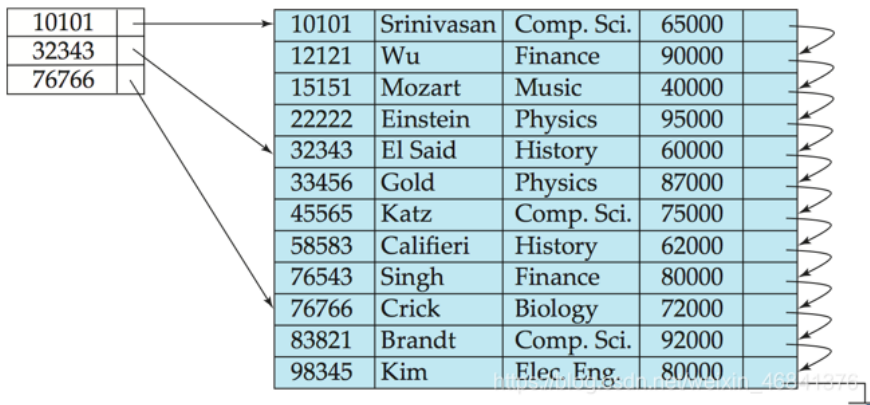 10101
32343
76766
10101 Srinivasan Comp. Sci. 65000
12121 Wu Finance 90000
15151 Mozart Music 40000
22222 Einstein Physics 95000
32343 El Said History 60000
33456 Gold Physics 87000
45565 Katz Comp. Sci. 75000
58583 Califieri History 62000
76543 Singh Finance 80000
76766 Crick Biology 72000
83821 Brandt Comp. Sci. 92000
98345 Kim Elec. Eng. 80000